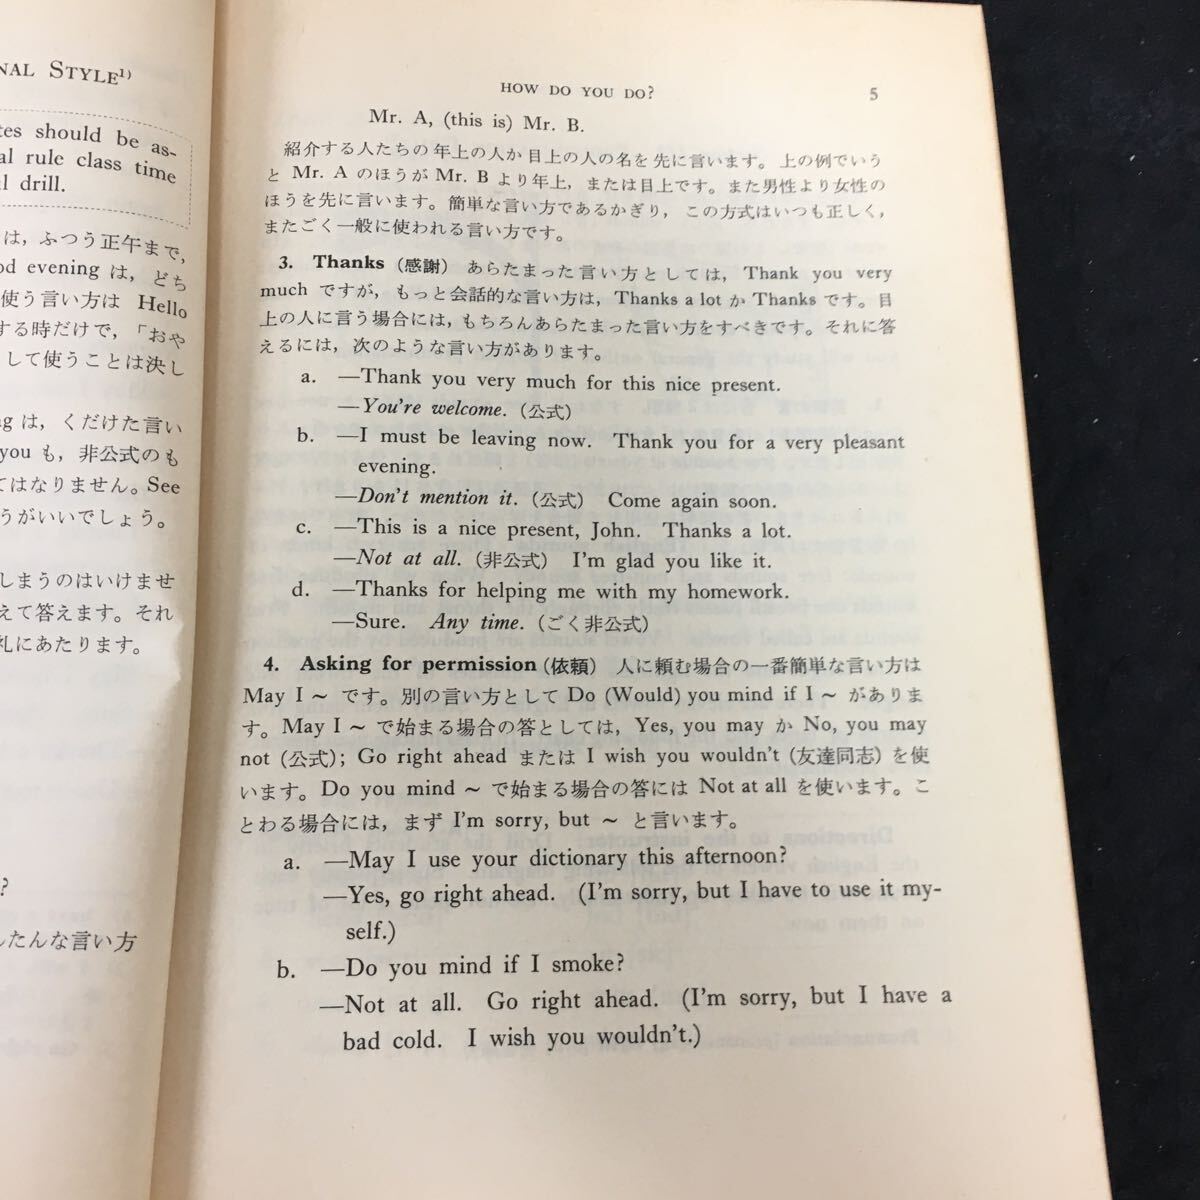 NAL STYLE¹⁾
tes should be as-
al rule class time
l drill.
は，ふつう正午まで，
od evening は，どち
使う言い方は Hello
する時だけで，「おや
して使うことは決し
ng は，くだけた言い
you も，非公式のも
てはなりません。See
うがいいでしょう。
しまうのはいけませ
えて答えます。それ
礼にあたります。
?
んたんな言い方
HOW DO YOU DO? 5
Mr. A, (this is) Mr. B.
紹介する人たちの年上の人か目上の人の名を先に言います。上の例でいう
と Mr. A のほうが Mr. B より年上，または目上です。また男性より女性の
ほうを先に言います。簡単な言い方であるかぎり，この方式はいつも正しく，
またごく一般に使われる言い方です。
3. Thanks (感謝) あらたまった言い方としては，Thank you very
much ですが，もっと会話的な言い方は，Thanks a lot か Thanks です。目
上の人に言う場合には，もちろんあらたまった言い方をすべきです。それに答
えるには，次のような言い方があります。
a. —Thank you very much for this nice present.
—You're welcome. (公式)
b. —I must be leaving now. Thank you for a very pleasant
evening.
—Don't mention it. (公式) Come again soon.
c. —This is a nice present, John. Thanks a lot.
—Not at all. (非公式) I'm glad you like it.
d. —Thanks for helping me with my homework.
—Sure. Any time. (ごく非公式)
4. Asking for permission (依頼) 人に頼む場合の一番簡単な言い方は
May I ~ です。別の言い方として Do (Would) you mind if I ~ がありま
す。May I ~ で始まる場合の答としては，Yes, you may か No, you may
not (公式); Go right ahead または I wish you wouldn't (友達同志) を使
います。Do you mind ~ で始まる場合の答には Not at all を使います。こ
とわる場合には，まず I'm sorry, but ~ と言います。
a. —May I use your dictionary this afternoon?
—Yes, go right ahead. (I'm sorry, but I have to use it my-
self.)
b. —Do you mind if I smoke?
—Not at all. Go right ahead. (I'm sorry, but I have a
bad cold. I wish you wouldn't.)